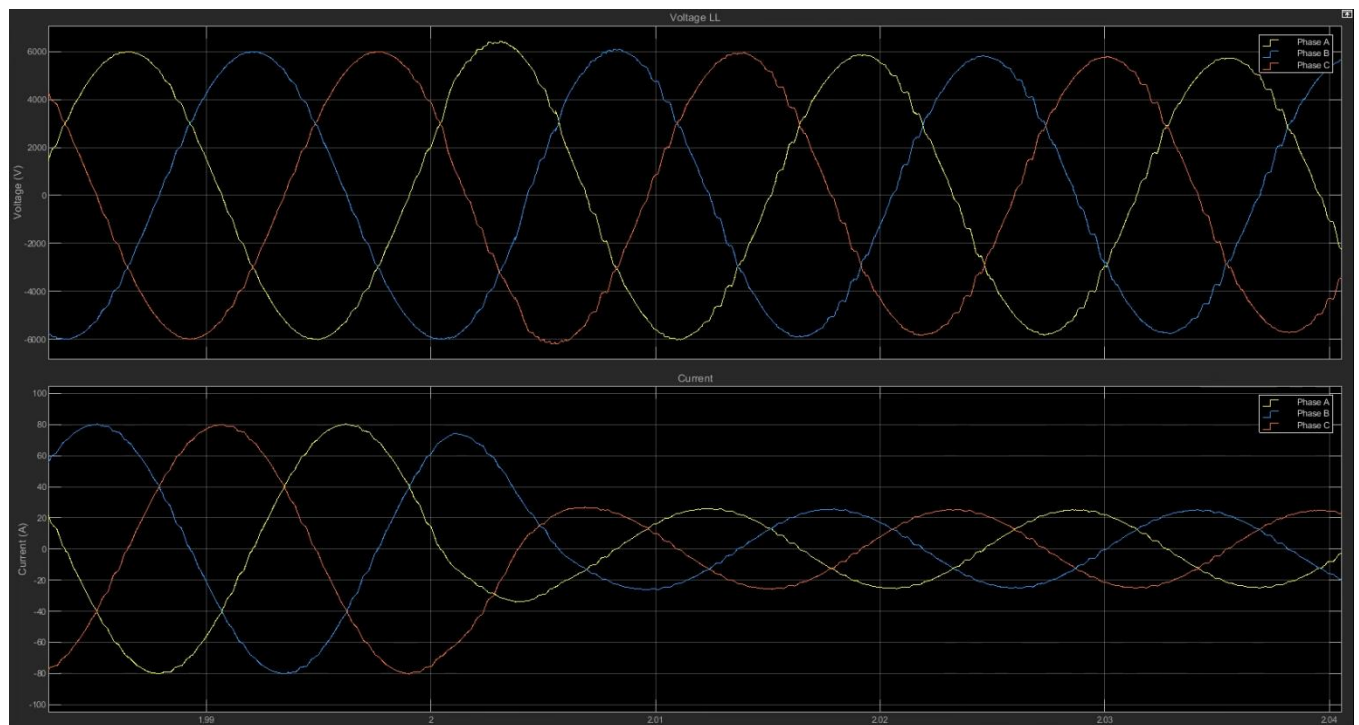 Voltage LL
Voltage (V)
6000
4000
2000
0
-2000
-4000
-6000
Phase A
Phase B
Phase C
Current
Current (A)
100
80
60
40
20
0
-20
-40
-60
-80
-100
Phase A
Phase B
Phase C
1.99
2
2.01
2.02
2.03
2.04